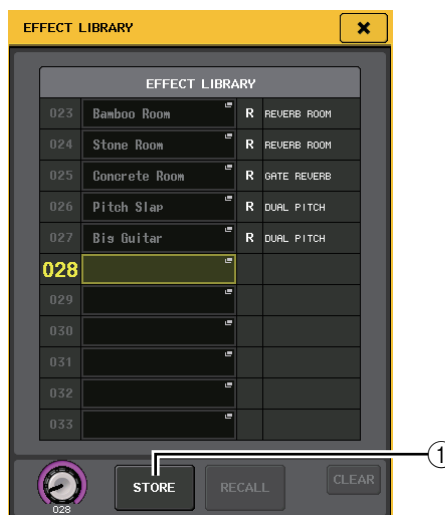 EFFECT LIBRARY
EFFECT LIBRARY
023 Bamboo Room R REVERB ROOM
024 Stone Room R REVERB ROOM
025 Concrete Room R GATE REVERB
026 Pitch Slap R DUAL PITCH
027 Big Guitar R DUAL PITCH
028
029
030
031
032
033
1
STORE RECALL CLEAR
028